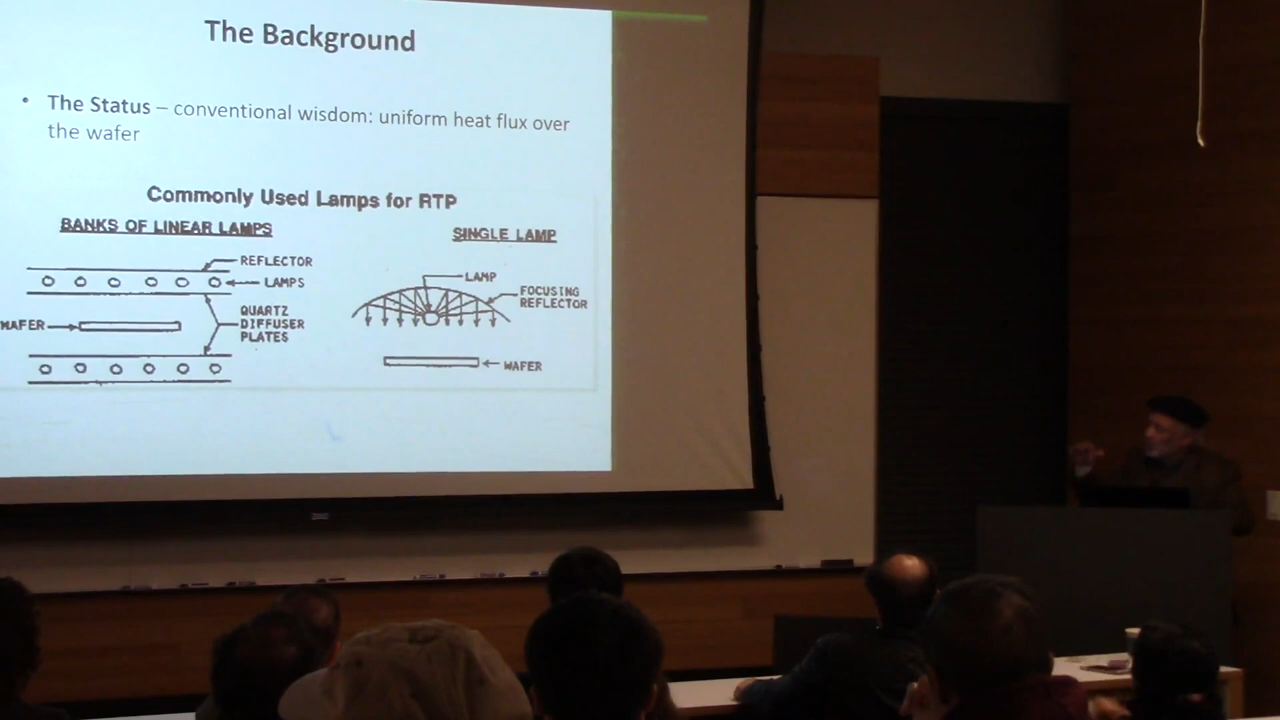 The Background
• The Status – conventional wisdom: uniform heat flux over
the wafer
Commonly Used Lamps for RTP
BANKS OF LINEAR LAMPS
REFLECTOR
LAMPS
WAFER
QUARTZ
DIFFUSER
PLATES
SINGLE LAMP
LAMP
FOCUSING
REFLECTOR
WAFER